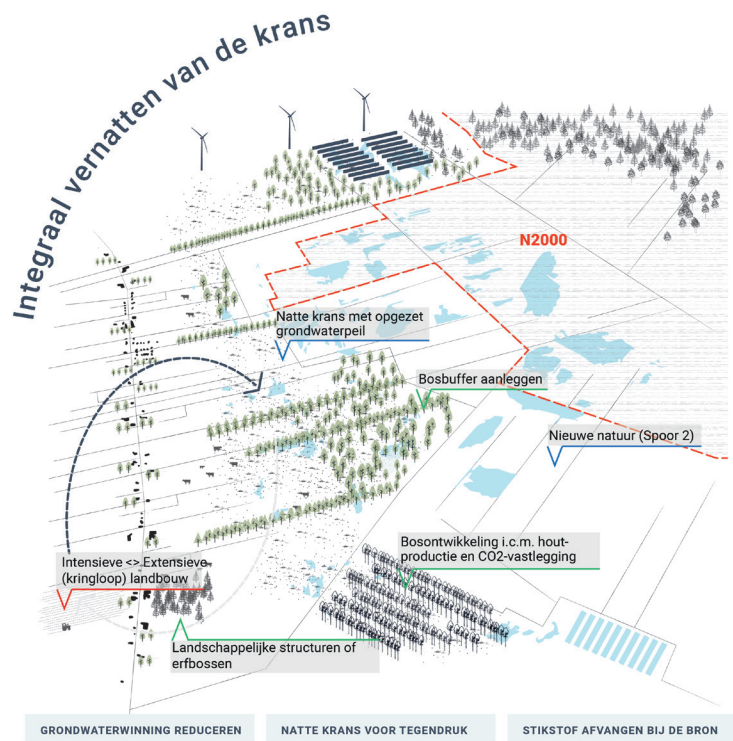 Integraal vernatten van de krans
N2000
Natte krans met opgezet
grondwaterpeil
Bosbuffer aanleggen
Nieuwe natuur (Spoor 2)
Bosontwikkeling i.c.m. hout-
productie en CO2-vastlegging
Intensieve <> Extensieve
(kringloop) landbouw
Landschappelijke structuren of
erfbossen
GRONDWATERWINNING REDUCEREN
NATTE KRANS VOOR TEGENDRUK
STIKSTOF AFVANGEN BIJ DE BRON